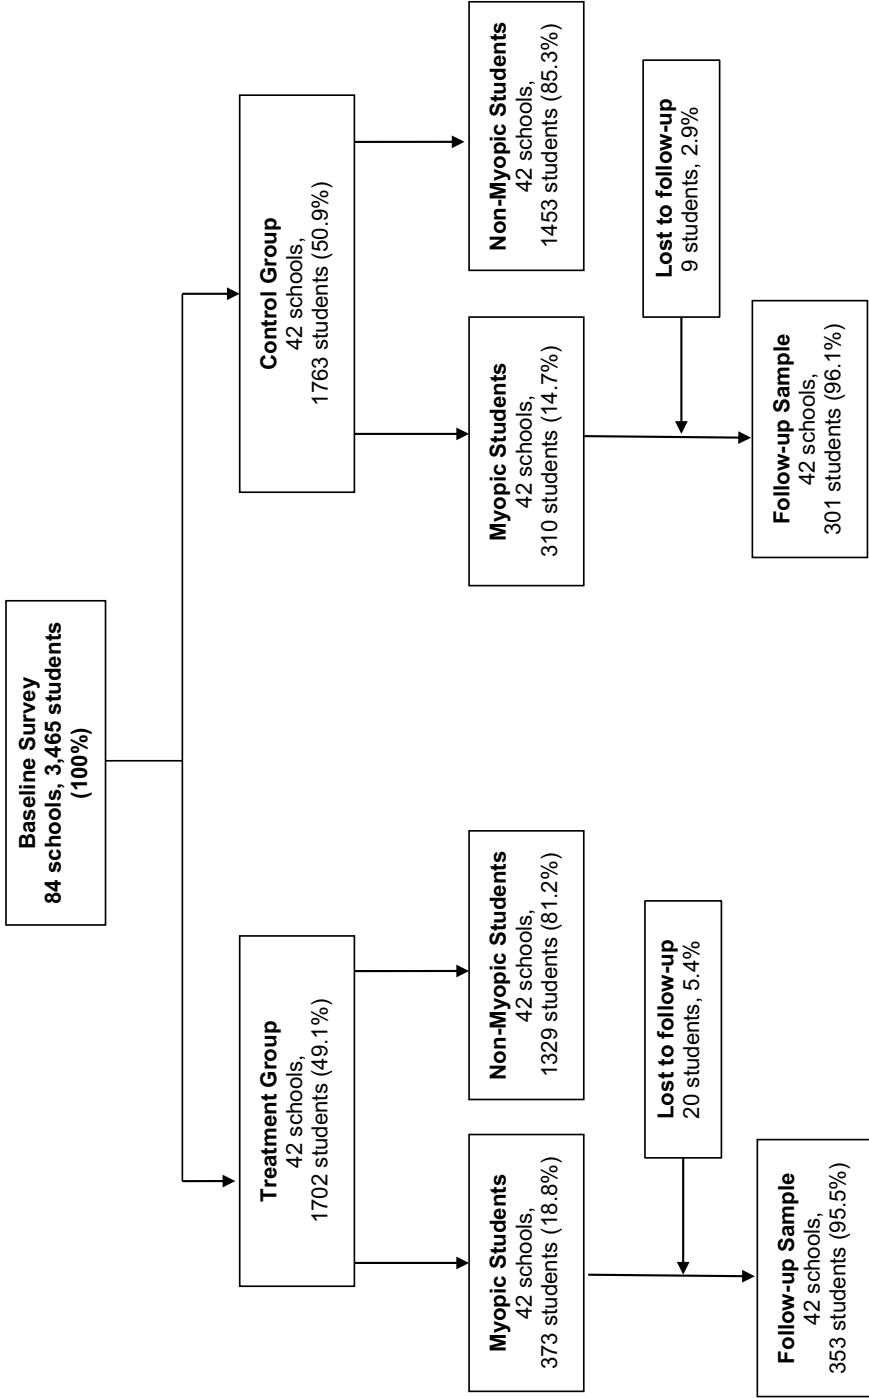 Baseline Survey
84 schools, 3,465 students
(100%)
Treatment Group
42 schools,
1702 students (49.1%)
Control Group
42 schools,
1763 students (50.9%)
Myopic Students
42 schools,
373 students (18.8%)
Non-Myopic Students
42 schools,
1329 students (81.2%)
Myopic Students
42 schools,
310 students (14.7%)
Non-Myopic Students
42 schools,
1453 students (85.3%)
Lost to follow-up
20 students, 5.4%
Lost to follow-up
9 students, 2.9%
Follow-up Sample
42 schools,
353 students (95.5%)
Follow-up Sample
42 schools,
301 students (96.1%)